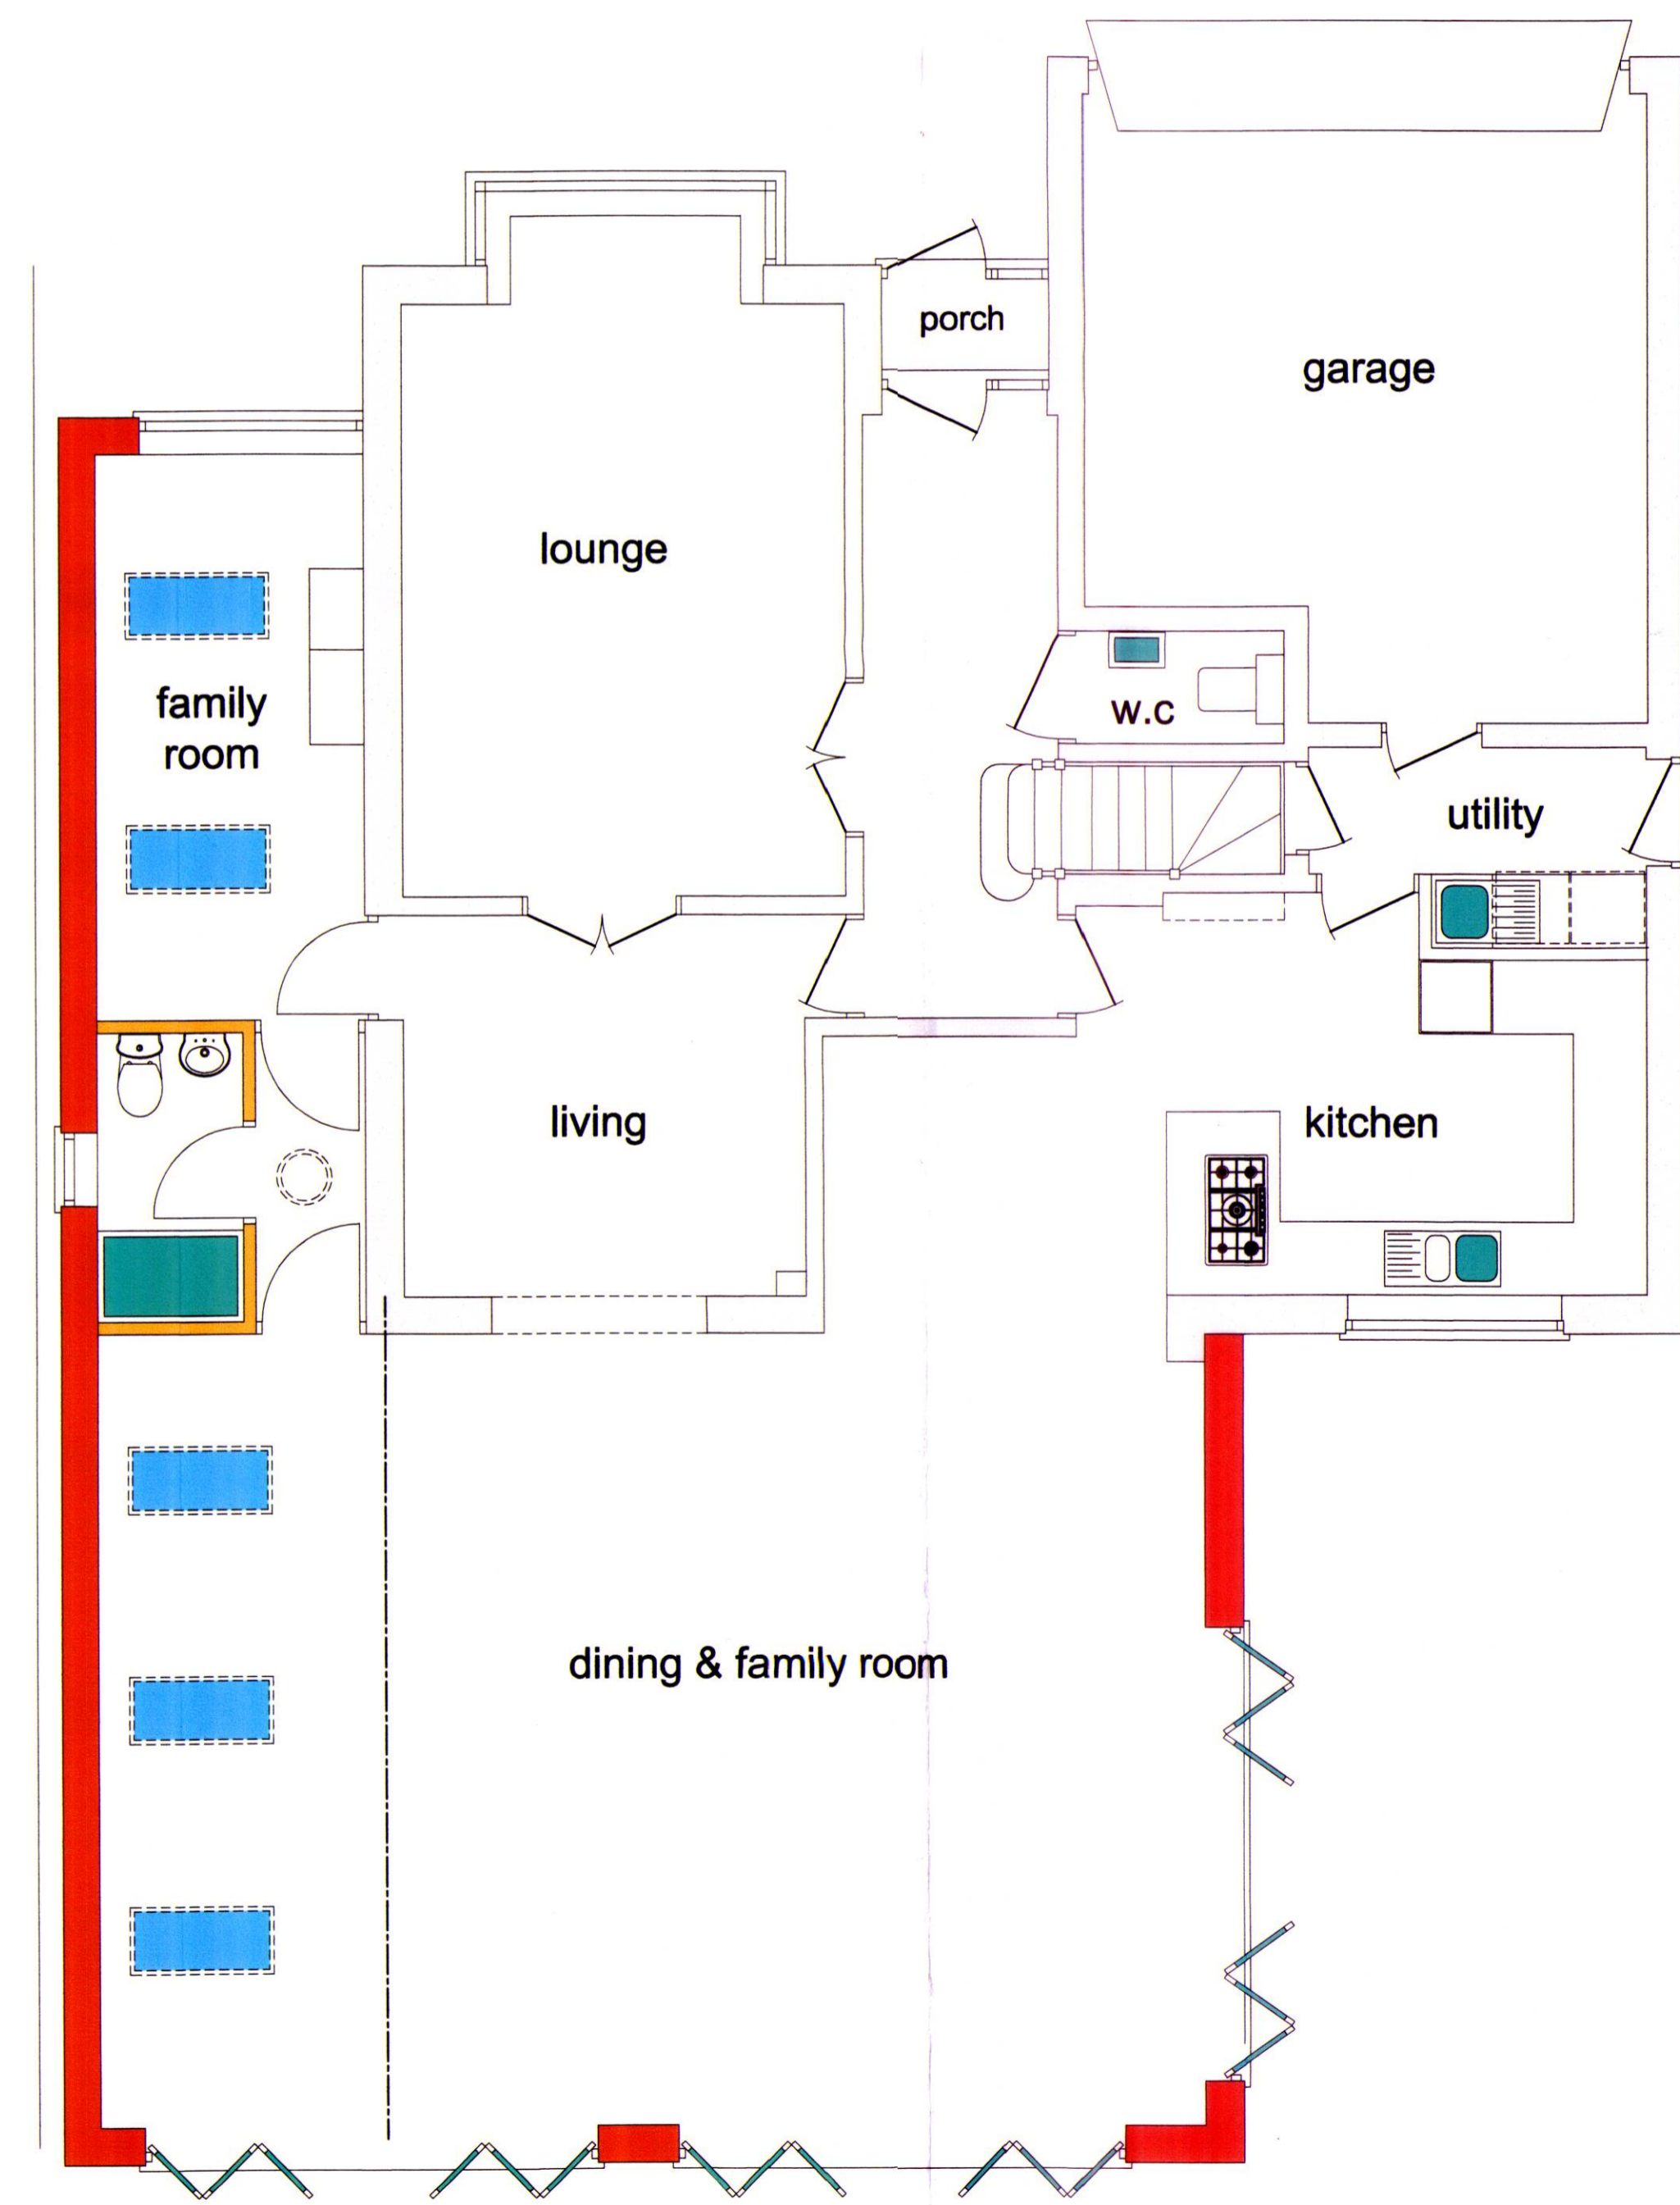 porch
garage
lounge
family
room
w.c
utility
living
kitchen
dining & family room